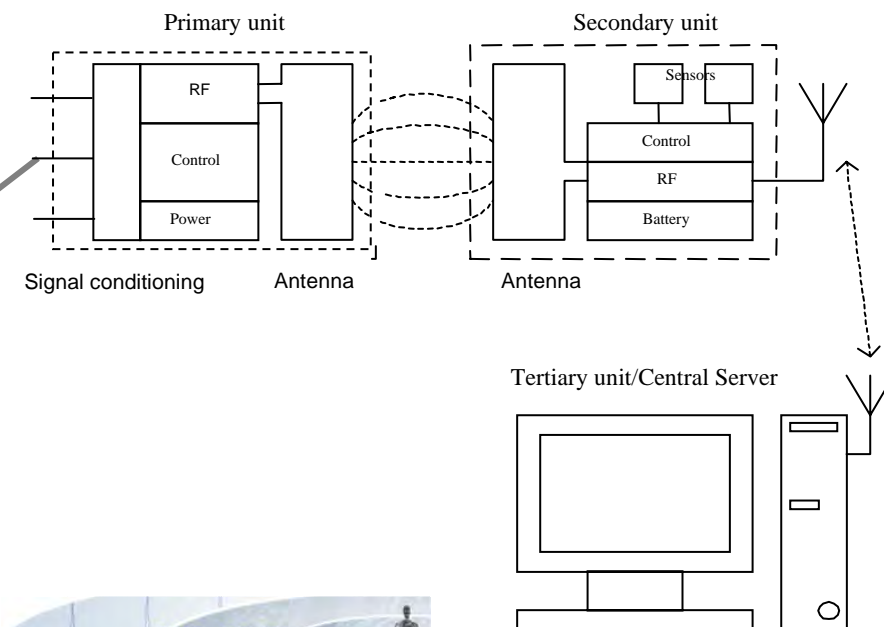 Primary unit
Secondary unit
RF
Control
Power
Sensors
Control
RF
Battery
Signal conditioning
Antenna
Antenna
Tertiary unit/Central Server